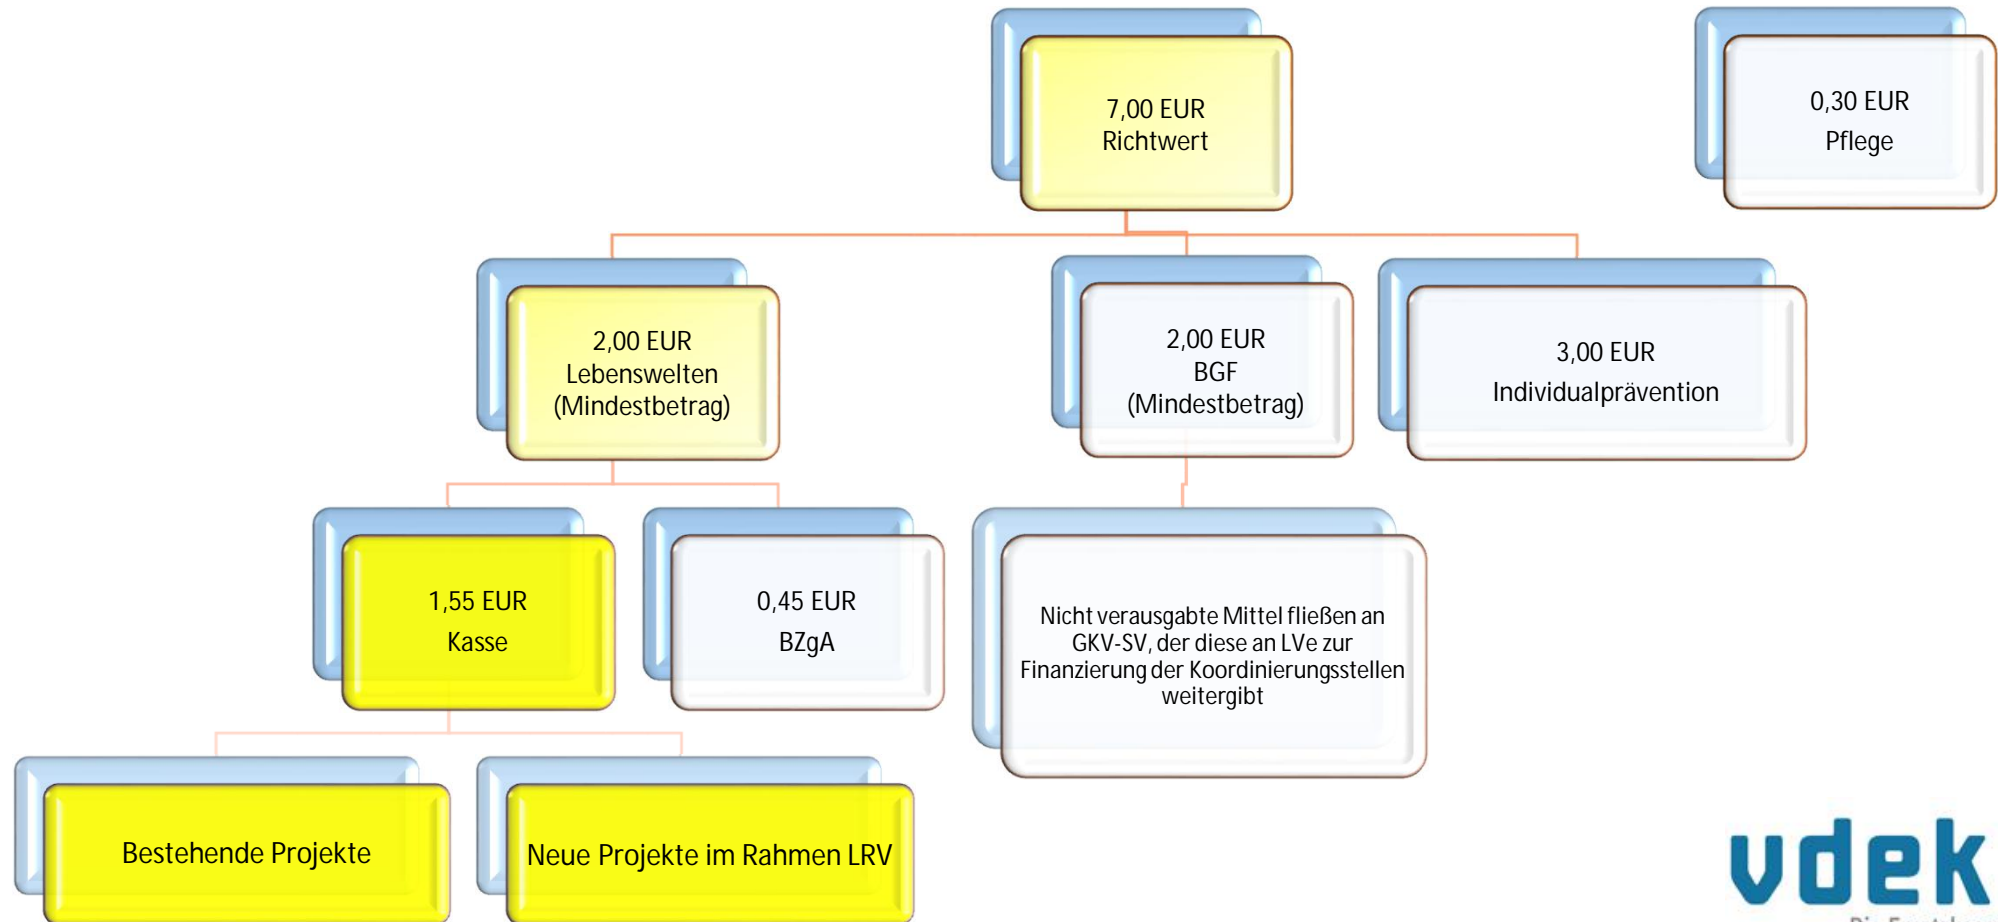 7,00 EUR
Richtwert
0,30 EUR
Pflege
2,00 EUR
Lebenswelten
(Mindestbetrag)
2,00 EUR
BGF
(Mindestbetrag)
3,00 EUR
Individualprävention
1,55 EUR
Kasse
0,45 EUR
BZgA
Nicht verausgabte Mittel fließen an
GKV-SV, der diese an LVe zur
Finanzierung der Koordinierungsstellen
weitergibt
Bestehende Projekte
Neue Projekte im Rahmen LRV
vdek